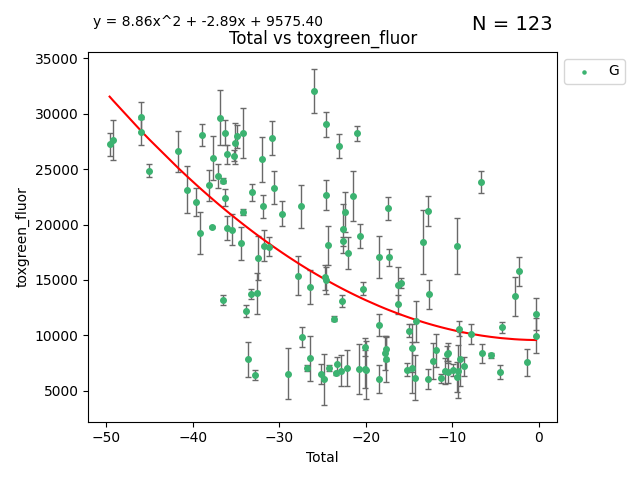 y = 8.86x^2 + -2.89x + 9575.40
N = 123
Total vs toxgreen_fluor
G
toxgreen_fluor
35000
30000
25000
20000
15000
10000
5000
−50
−40
−30
−20
−10
0
Total